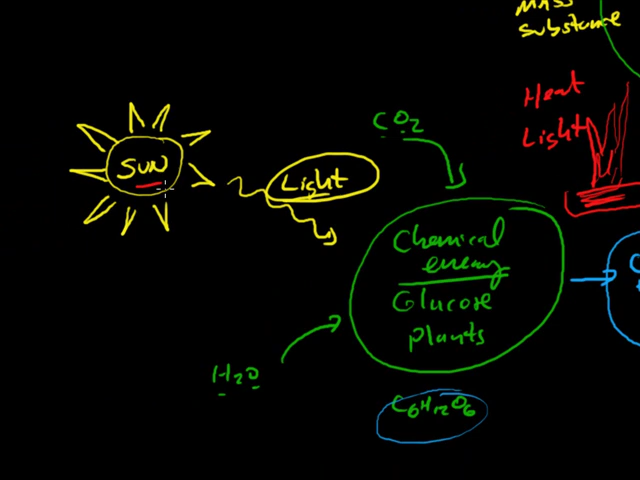 Mass
substance
Heat
Light
CO2
SUN
Light
Chemical
energy
Glucose
plants
H2O
C6H12O6
C